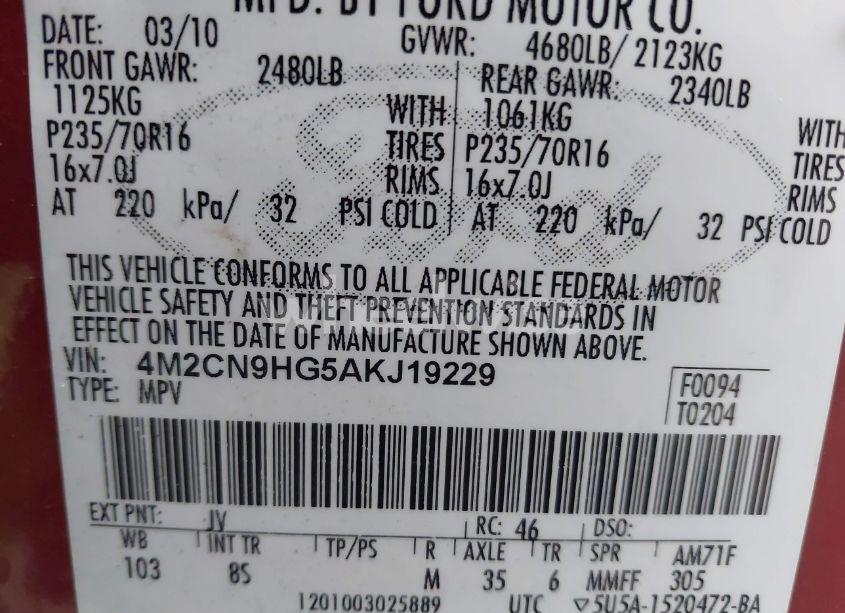 MFD. BY FORD MOTOR CO.
DATE: 03/10 GVWR: 4680LB/ 2123KG
FRONT GAWR: 2480LB REAR GAWR: 2340LB
1125KG WITH 1061KG WITH
P235/70R16 TIRES P235/70R16 TIRES
16x7.0J RIMS 16x7.0J RIMS
AT 220 kPa/ 32 PSI COLD AT 220 kPa/ 32 PSI COLD
THIS VEHICLE CONFORMS TO ALL APPLICABLE FEDERAL MOTOR
VEHICLE SAFETY AND THEFT PREVENTION STANDARDS IN
EFFECT ON THE DATE OF MANUFACTURE SHOWN ABOVE.
VIN: 4M2CN9HG5AKJ19229 F0094
TYPE: MPV T0204
EXT PNT: JV RC: 46 DSO:
WB INT TR TP/PS R AXLE TR SPR AM71F
103 8S M 35 6 MMFF 305
1201003025889 UTC ▽5U5A-1520472-BA